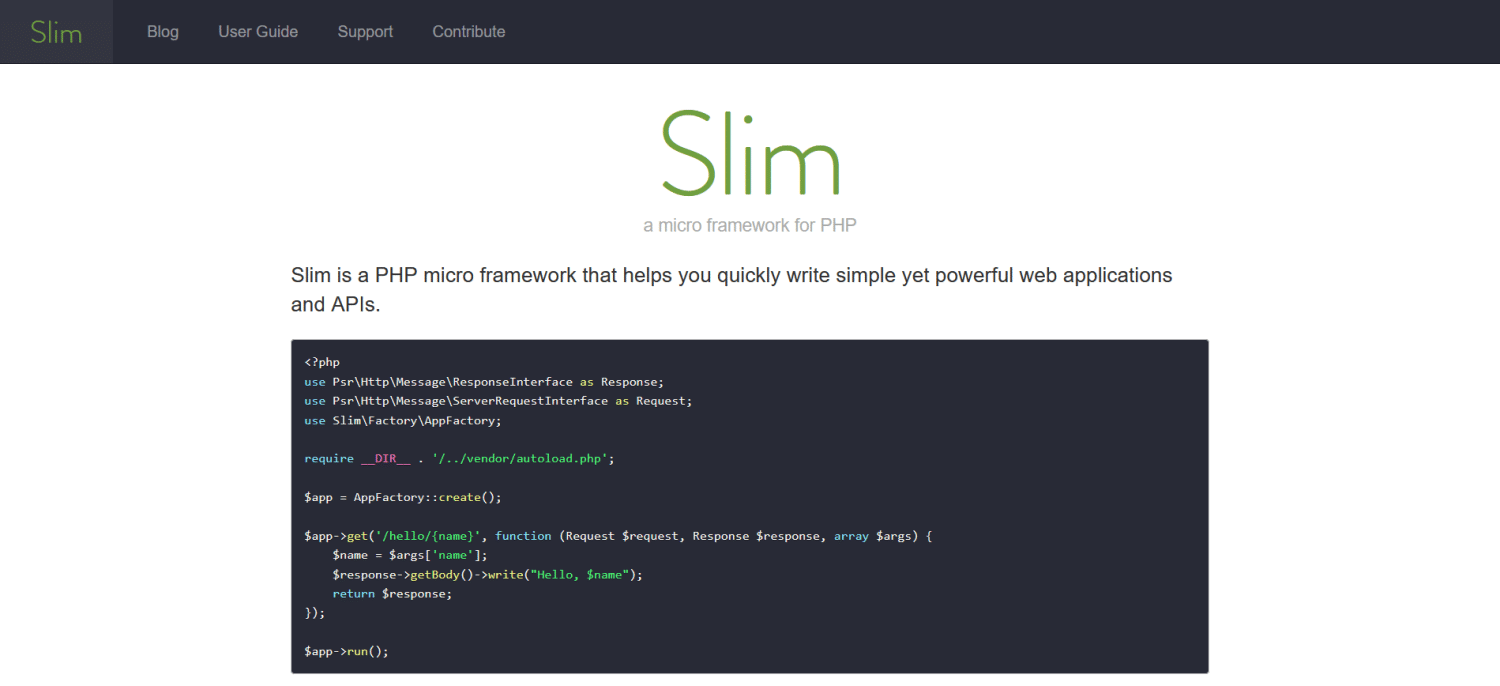 Slim Blog User Guide Support Contribute
Slim
a micro framework for PHP
Slim is a PHP micro framework that helps you quickly write simple yet powerful web applications
and APIs.
<?php
use Psr\Http\Message\ResponseInterface as Response;
use Psr\Http\Message\ServerRequestInterface as Request;
use Slim\Factory\AppFactory;
require __DIR__ . '/../vendor/autoload.php';
$app = AppFactory::create();
$app->get('/hello/{name}', function (Request $request, Response $response, array $args) {
    $name = $args['name'];
    $response->getBody()->write("Hello, $name");
    return $response;
});
$app->run();